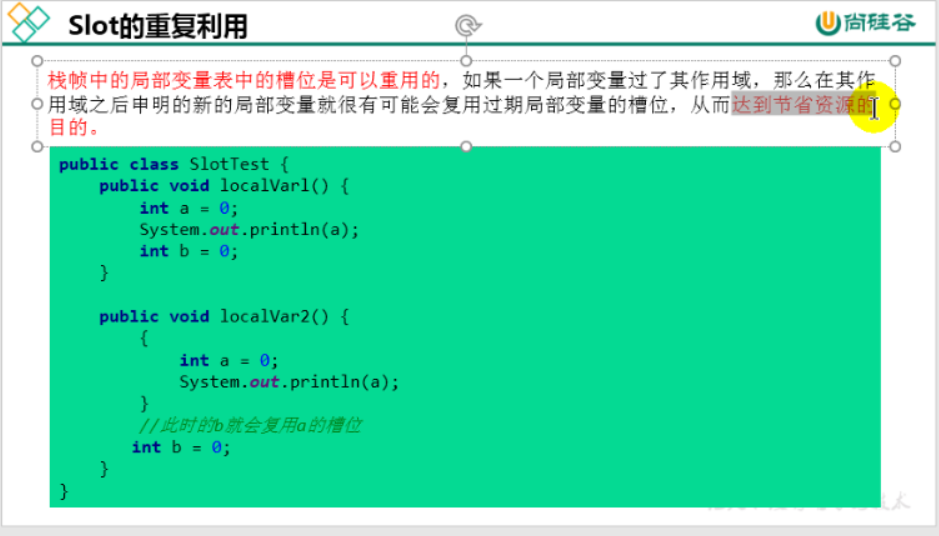 Slot的重复利用
尚硅谷
栈帧中的局部变量表中的槽位是可以重用的，如果一个局部变量过了其作用域，那么在其作
用域之后申明的新的局部变量就很有可能会复用过期局部变量的槽位，从而达到节省资源的
目的。
public class SlotTest {
public void localVar1() {
int a = 0;
System.out.println(a);
int b = 0;
}
public void localVar2() {
{
int a = 0;
System.out.println(a);
}
//此时的b就会复用a的槽位
int b = 0;
}
}